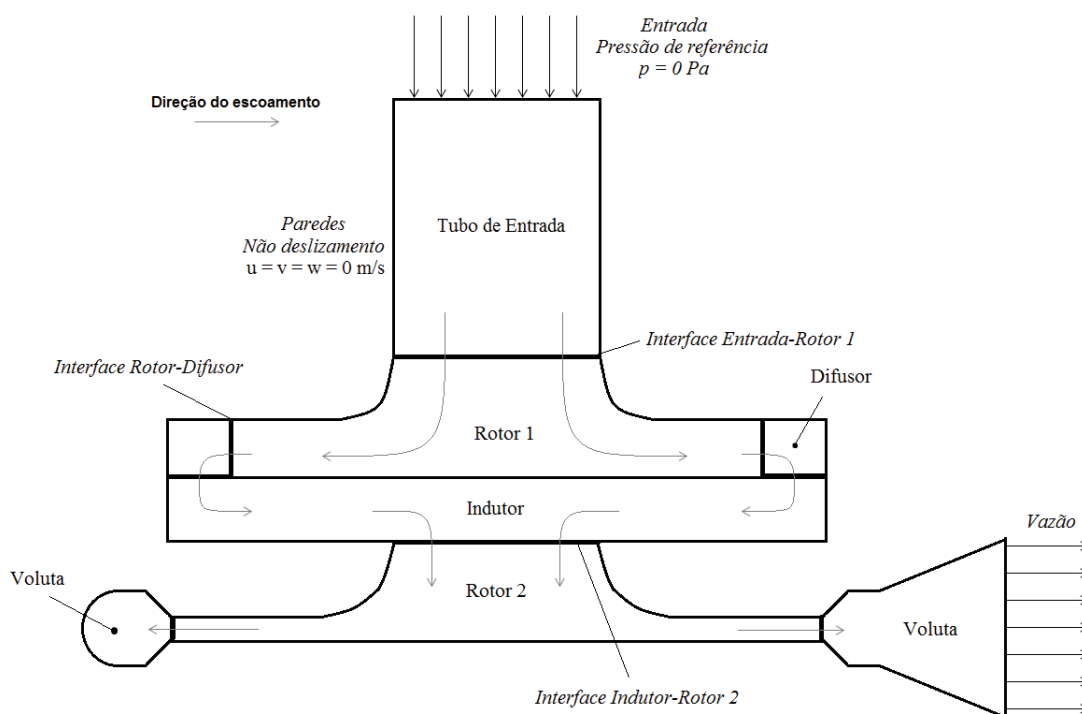 Entrada
Pressão de referência
p = 0 Pa
Direção do escoamento
Paredes
Não deslizamento
u = v = w = 0 m/s
Tubo de Entrada
Interface Entrada-Rotor 1
Interface Rotor-Difusor
Difusor
Rotor 1
Indutor
Vazão
Voluta
Rotor 2
Voluta
Interface Indutor-Rotor 2